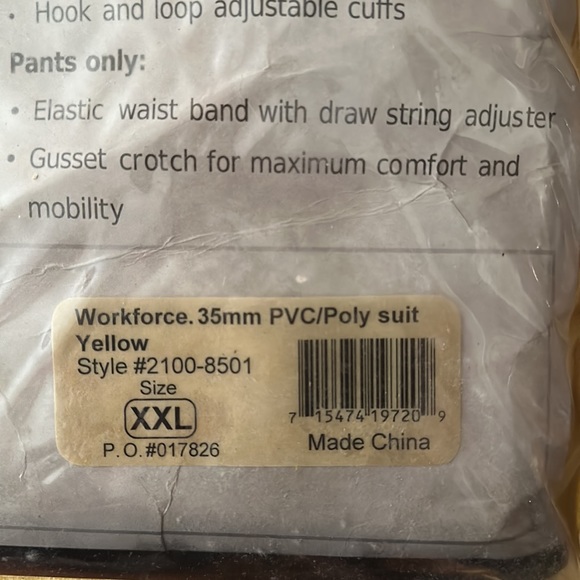 • Hook and loop adjustable cuffs
Pants only:
• Elastic waist band with draw string adjuster
• Gusset crotch for maximum comfort and
mobility
Workforce. 35mm PVC/Poly suit
Yellow
Style #2100-8501
Size
XXL
P.O.#017826
7 15474 19720 9
Made China